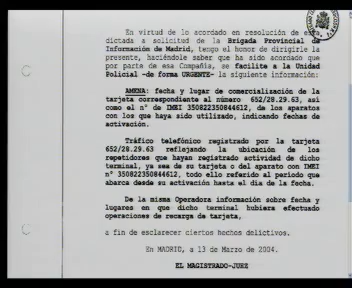 En virtud de lo acordado en resolución de esta
dictada a solicitud de la Brigada Provincial de
Información de Madrid, tengo el honor de dirigirle la
presente, haciéndole saber que ha sido acordado que
por parte de esa Compañía, se facilite a la Unidad
Policial -de forma URGENTE- la siguiente información:
AMENA: fecha y lugar de comercialización de la
tarjeta correspondiente al número 652/28.29.63, así
como el nº de IMEI 350822350844612, de los aparatos
con los que haya sido utilizado, indicando fechas de
activación.
Tráfico telefónico registrado por la tarjeta
652/28.29.63 reflejando la ubicación de los
repetidores que hayan registrado actividad de dicho
terminal, ya sea de su tarjeta o del aparato con IMEI
nº 350822350844612, todo ello referido al período que
abarca desde su activación hasta el día de la fecha.
De la misma Operadora información sobre fecha y
lugares en que dicho terminal hubiera efectuado
operaciones de recarga de tarjeta,
a fin de esclarecer ciertos hechos delictivos.
En MADRID, a 13 de Marzo de 2004.
EL MAGISTRADO-JUEZ